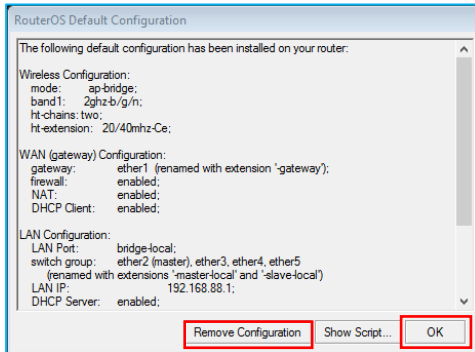 RouterOS Default Configuration
The following default configuration has been installed on your router:
Wireless Configuration:
mode: ap-bridge;
band1: 2ghz-b/g/n;
ht-chains: two;
ht-extension: 20/40mhz-Ce;
WAN (gateway) Configuration:
gateway: ether1 (renamed with extension '-gateway');
firewall: enabled;
NAT: enabled;
DHCP Client: enabled;
LAN Configuration:
LAN Port: bridge-local;
switch group: ether2 (master), ether3, ether4, ether5
(renamed with extensions '-master-local' and '-slave-local')
LAN IP: 192.168.88.1;
DHCP Server: enabled;
Remove Configuration Show Script... OK